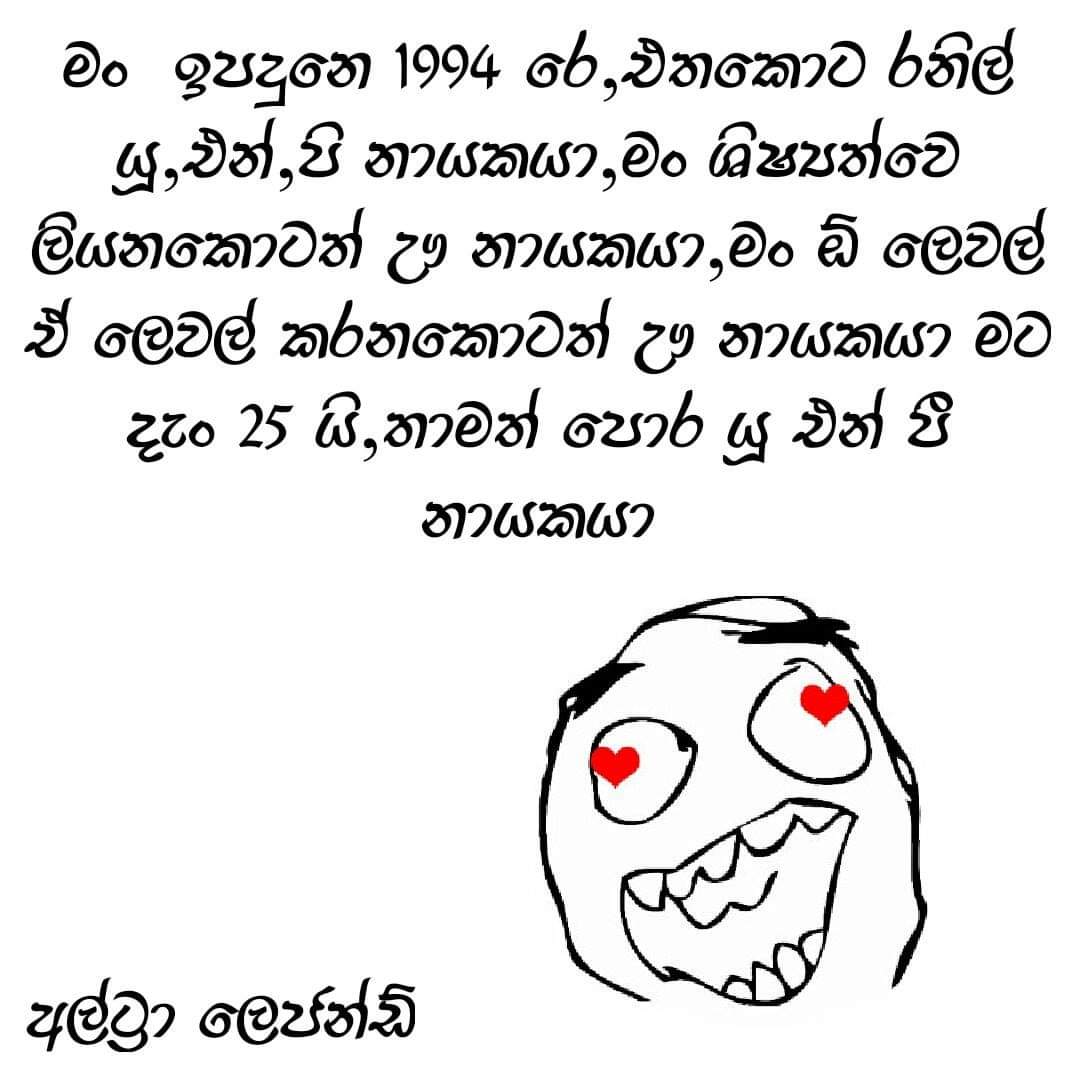 මං ඉපදුනෙ 1994 රෙ,එතකොට රනිල්
යූ,එන්,පි නායකයා,මං ශිෂ්‍යත්වෙ
ලියනකොටත් ඌ නායකයා,මං ඕ ලෙවල්
ඒ ලෙවල් කරනකොටත් ඌ නායකයා මට
දැං 25 යි,තාමත් පොර යූ එන් පී
නායකයා
අල්ට්‍රා ලෙජන්ඩ්